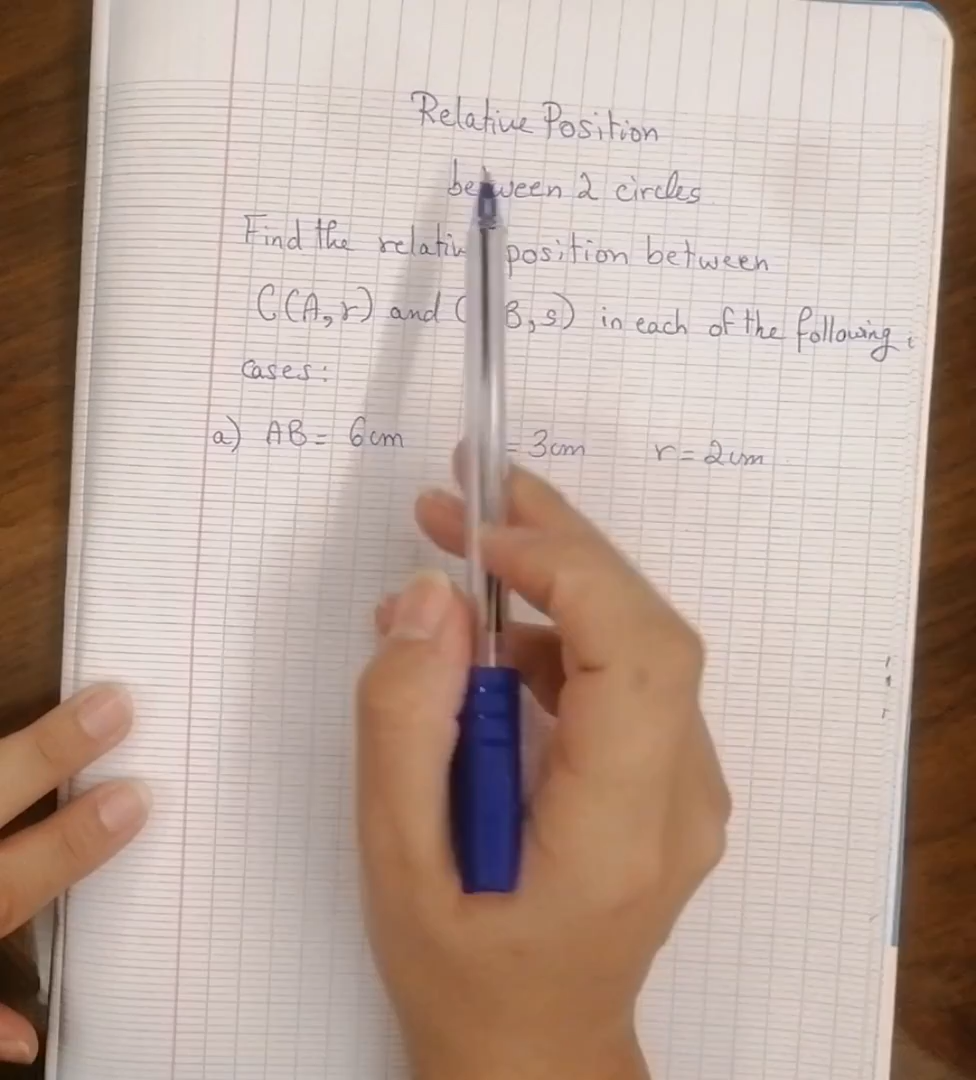 Relative Position
between 2 circles
Find the relativ position between
C(A,r) and ( B,s) in each of the following
cases:
a) AB = 6cm = 3cm r = 2cm